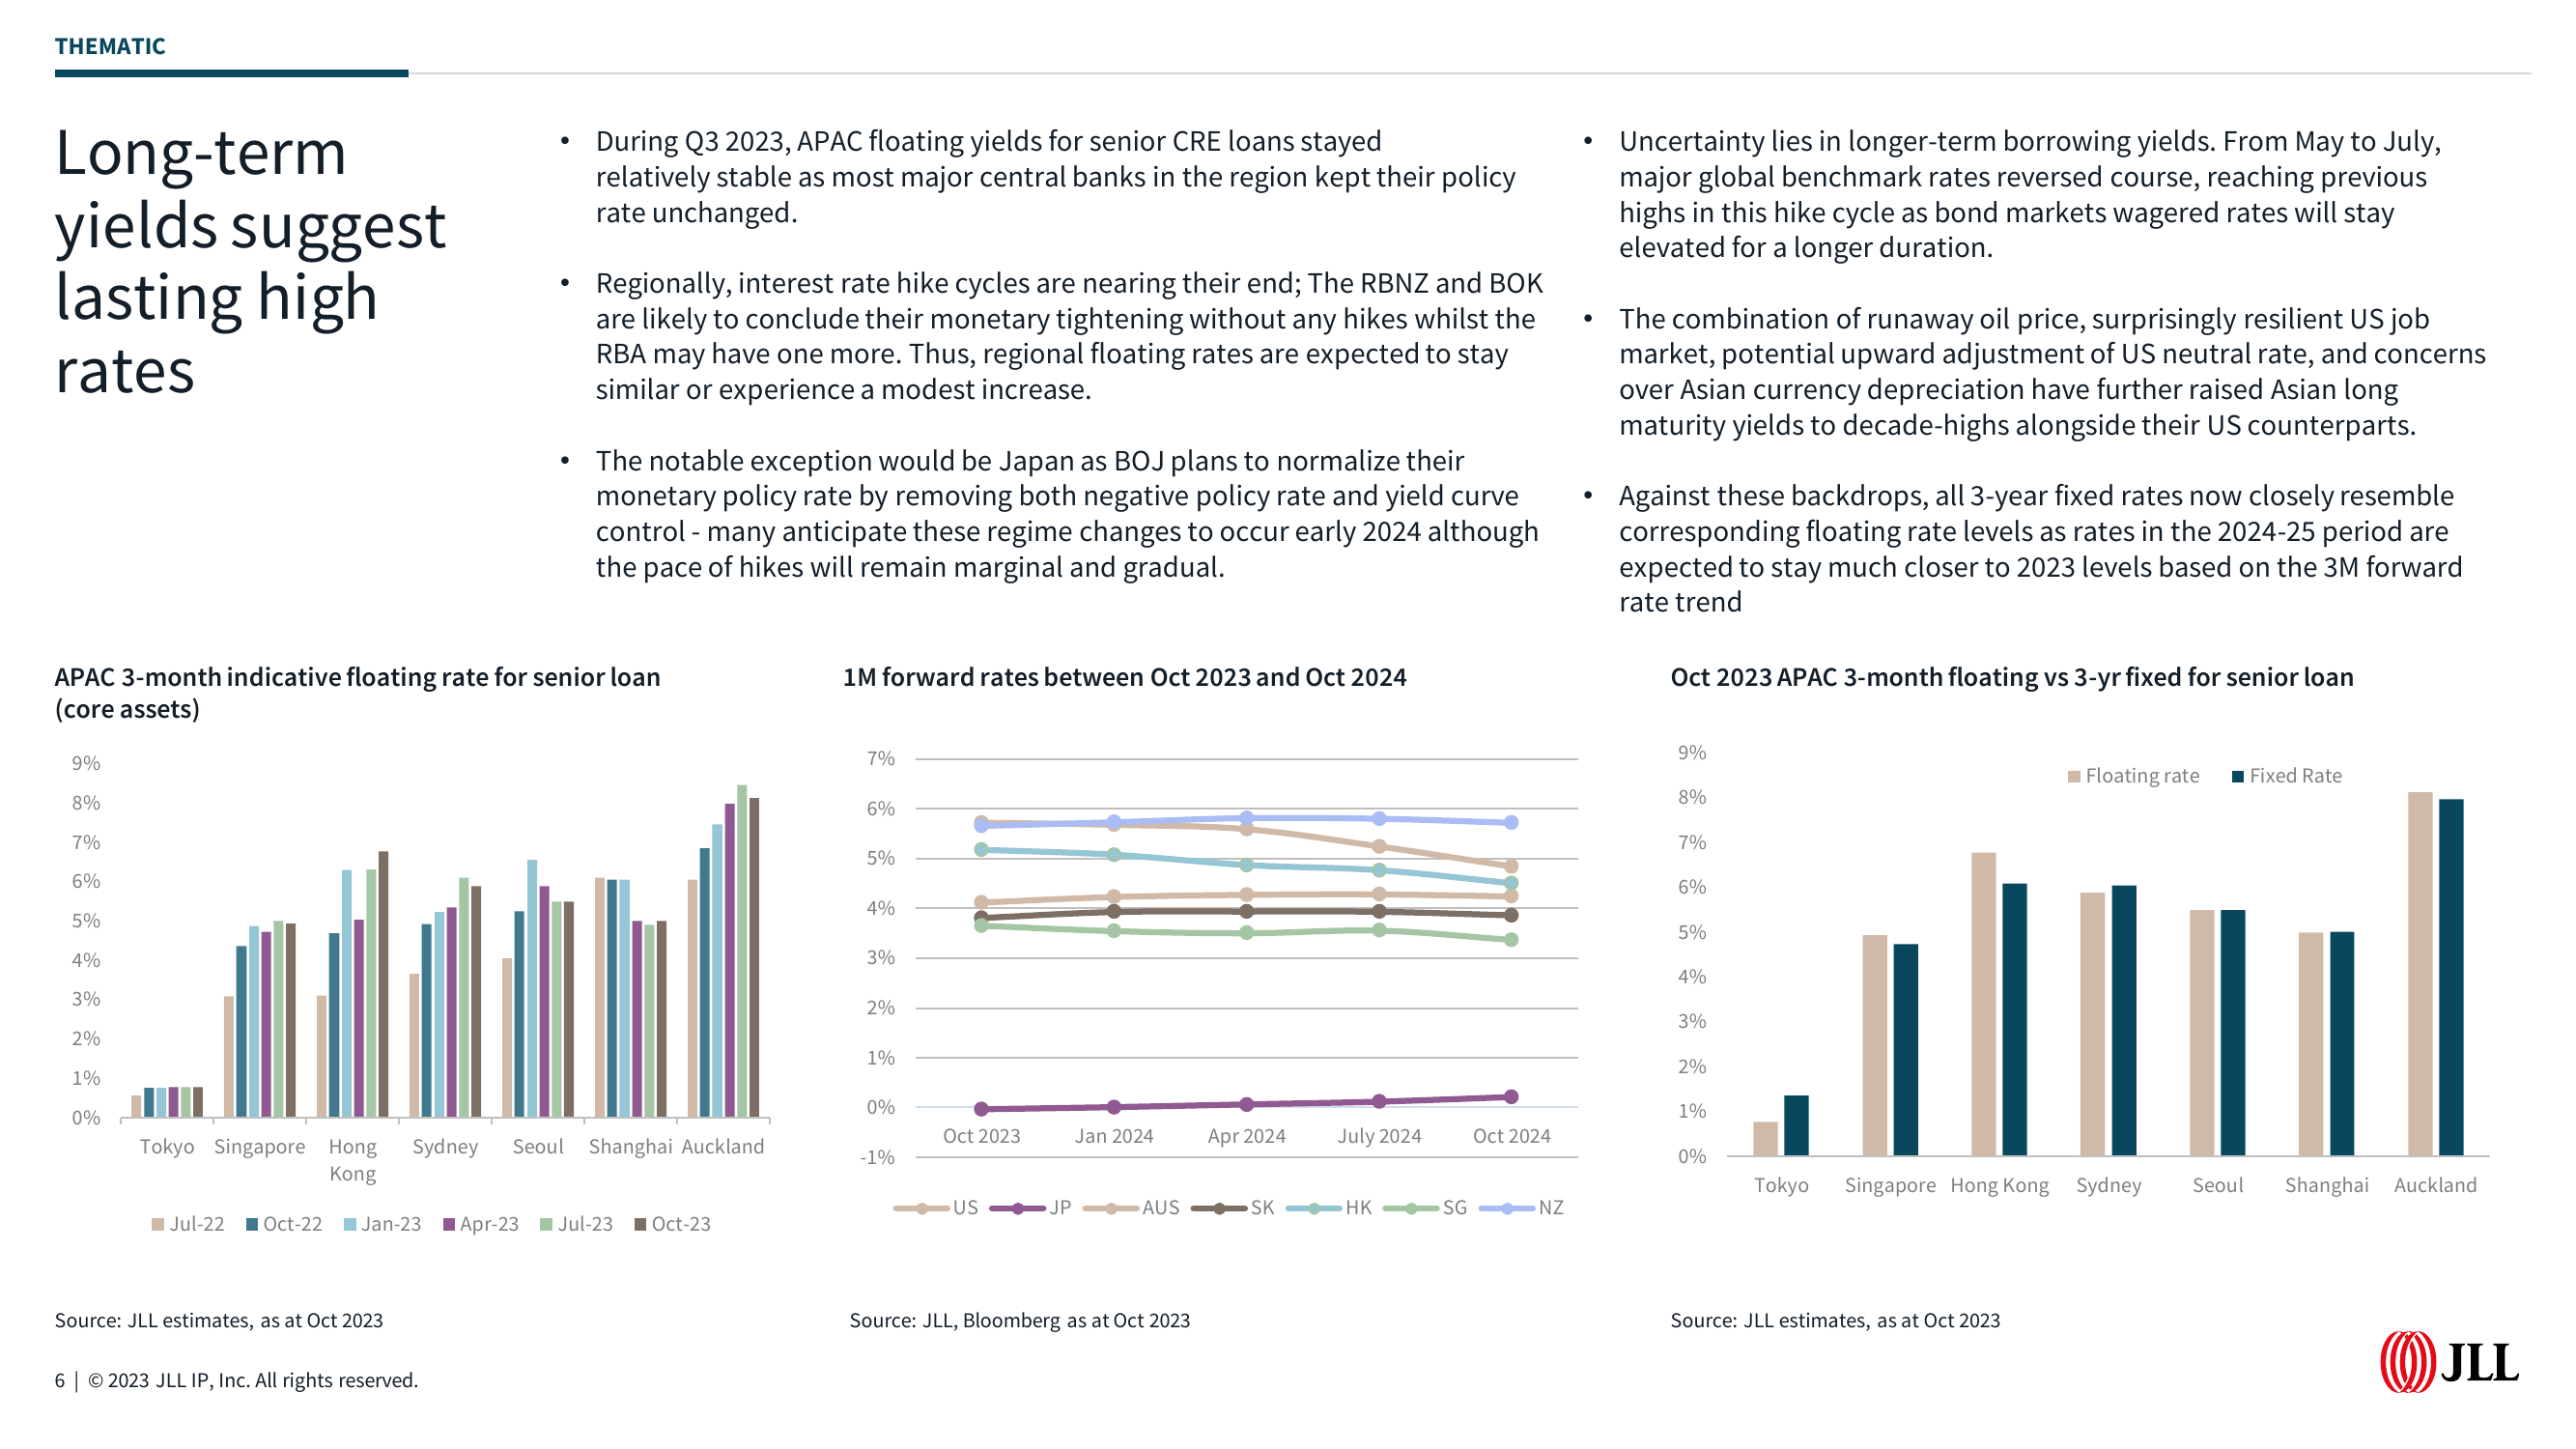 THEMATIC
Long-term
yields suggest
lasting high
rates
• During Q3 2023, APAC floating yields for senior CRE loans stayed
relatively stable as most major central banks in the region kept their policy
rate unchanged.
• Regionally, interest rate hike cycles are nearing their end; The RBNZ and BOK
are likely to conclude their monetary tightening without any hikes whilst the
RBA may have one more. Thus, regional floating rates are expected to stay
similar or experience a modest increase.
• The notable exception would be Japan as BOJ plans to normalize their
monetary policy rate by removing both negative policy rate and yield curve
control - many anticipate these regime changes to occur early 2024 although
the pace of hikes will remain marginal and gradual.
• Uncertainty lies in longer-term borrowing yields. From May to July,
major global benchmark rates reversed course, reaching previous
highs in this hike cycle as bond markets wagered rates will stay
elevated for a longer duration.
• The combination of runaway oil price, surprisingly resilient US job
market, potential upward adjustment of US neutral rate, and concerns
over Asian currency depreciation have further raised Asian long
maturity yields to decade-highs alongside their US counterparts.
• Against these backdrops, all 3-year fixed rates now closely resemble
corresponding floating rate levels as rates in the 2024-25 period are
expected to stay much closer to 2023 levels based on the 3M forward
rate trend
APAC 3-month indicative floating rate for senior loan
(core assets)
9%
8%
7%
6%
5%
4%
3%
2%
1%
0%
Tokyo Singapore Hong Sydney Seoul Shanghai Auckland
Kong
Jul-22 Oct-22 Jan-23 Apr-23 Jul-23 Oct-23
Source: JLL estimates, as at Oct 2023
1M forward rates between Oct 2023 and Oct 2024
7%
6%
5%
4%
3%
2%
1%
0%
Oct 2023 Jan 2024 Apr 2024 July 2024 Oct 2024
-1%
US JP AUS SK HK SG NZ
Source: JLL, Bloomberg as at Oct 2023
Oct 2023 APAC 3-month floating vs 3-yr fixed for senior loan
9%
Floating rate Fixed Rate
8%
7%
6%
5%
4%
3%
2%
1%
0%
Tokyo Singapore Hong Kong Sydney Seoul Shanghai Auckland
Source: JLL estimates, as at Oct 2023
6 | © 2023 JLL IP, Inc. All rights reserved.
JLL